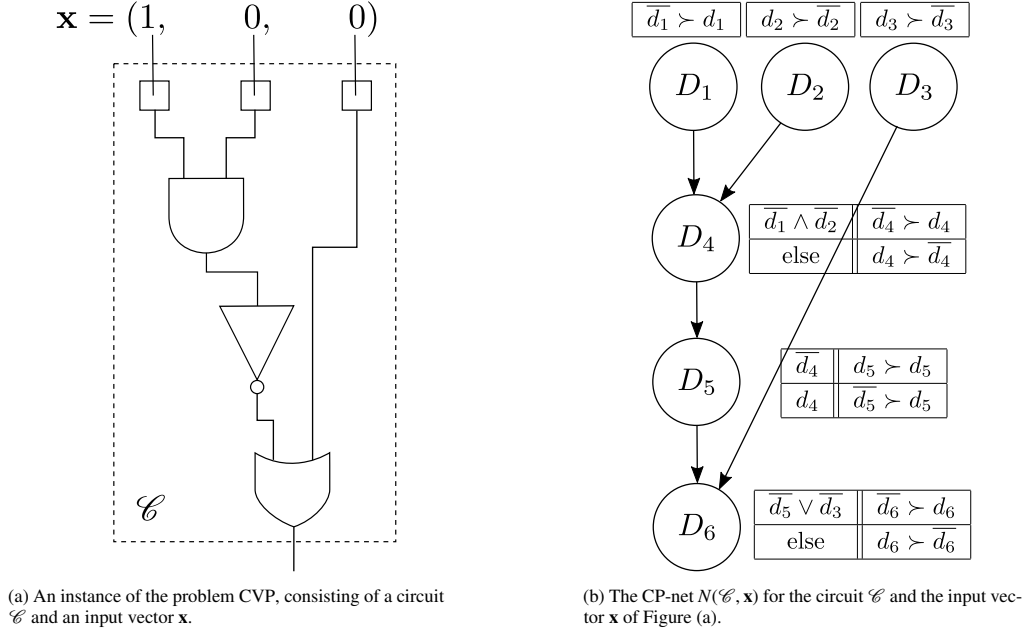 x = (1, 0, 0)
𝒞
(a) An instance of the problem CVP, consisting of a circuit
𝒞 and an input vector x.
d̅₁ ≻ d₁ d₂ ≻ d̅₂ d₃ ≻ d̅₃
D₁ D₂ D₃
D₄
d̅₁ ∧ d̅₂ d̅₄ ≻ d₄
else d₄ ≻ d̅₄
D₅
d̅₄ d₅ ≻ d₅
d₄ d̅₅ ≻ d₅
D₆
d̅₅ ∨ d̅₃ d̅₆ ≻ d₆
else d₆ ≻ d̅₆
(b) The CP-net N(𝒞, x) for the circuit 𝒞 and the input vec-
tor x of Figure (a).